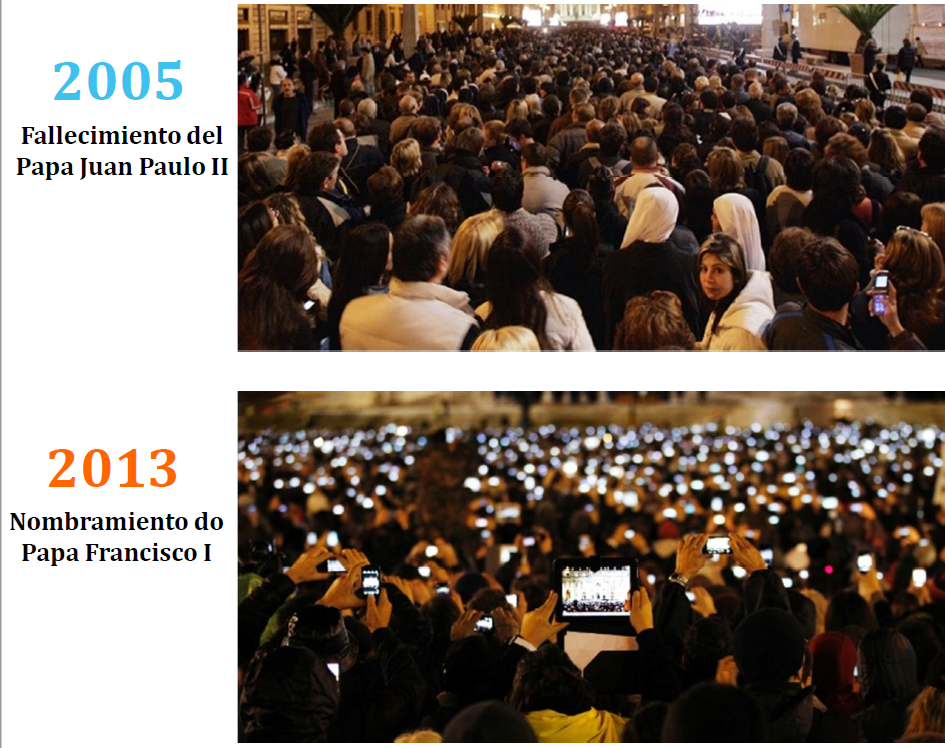 2005
Fallecimiento del
Papa Juan Paulo II
2013
Nombramiento do
Papa Francisco I